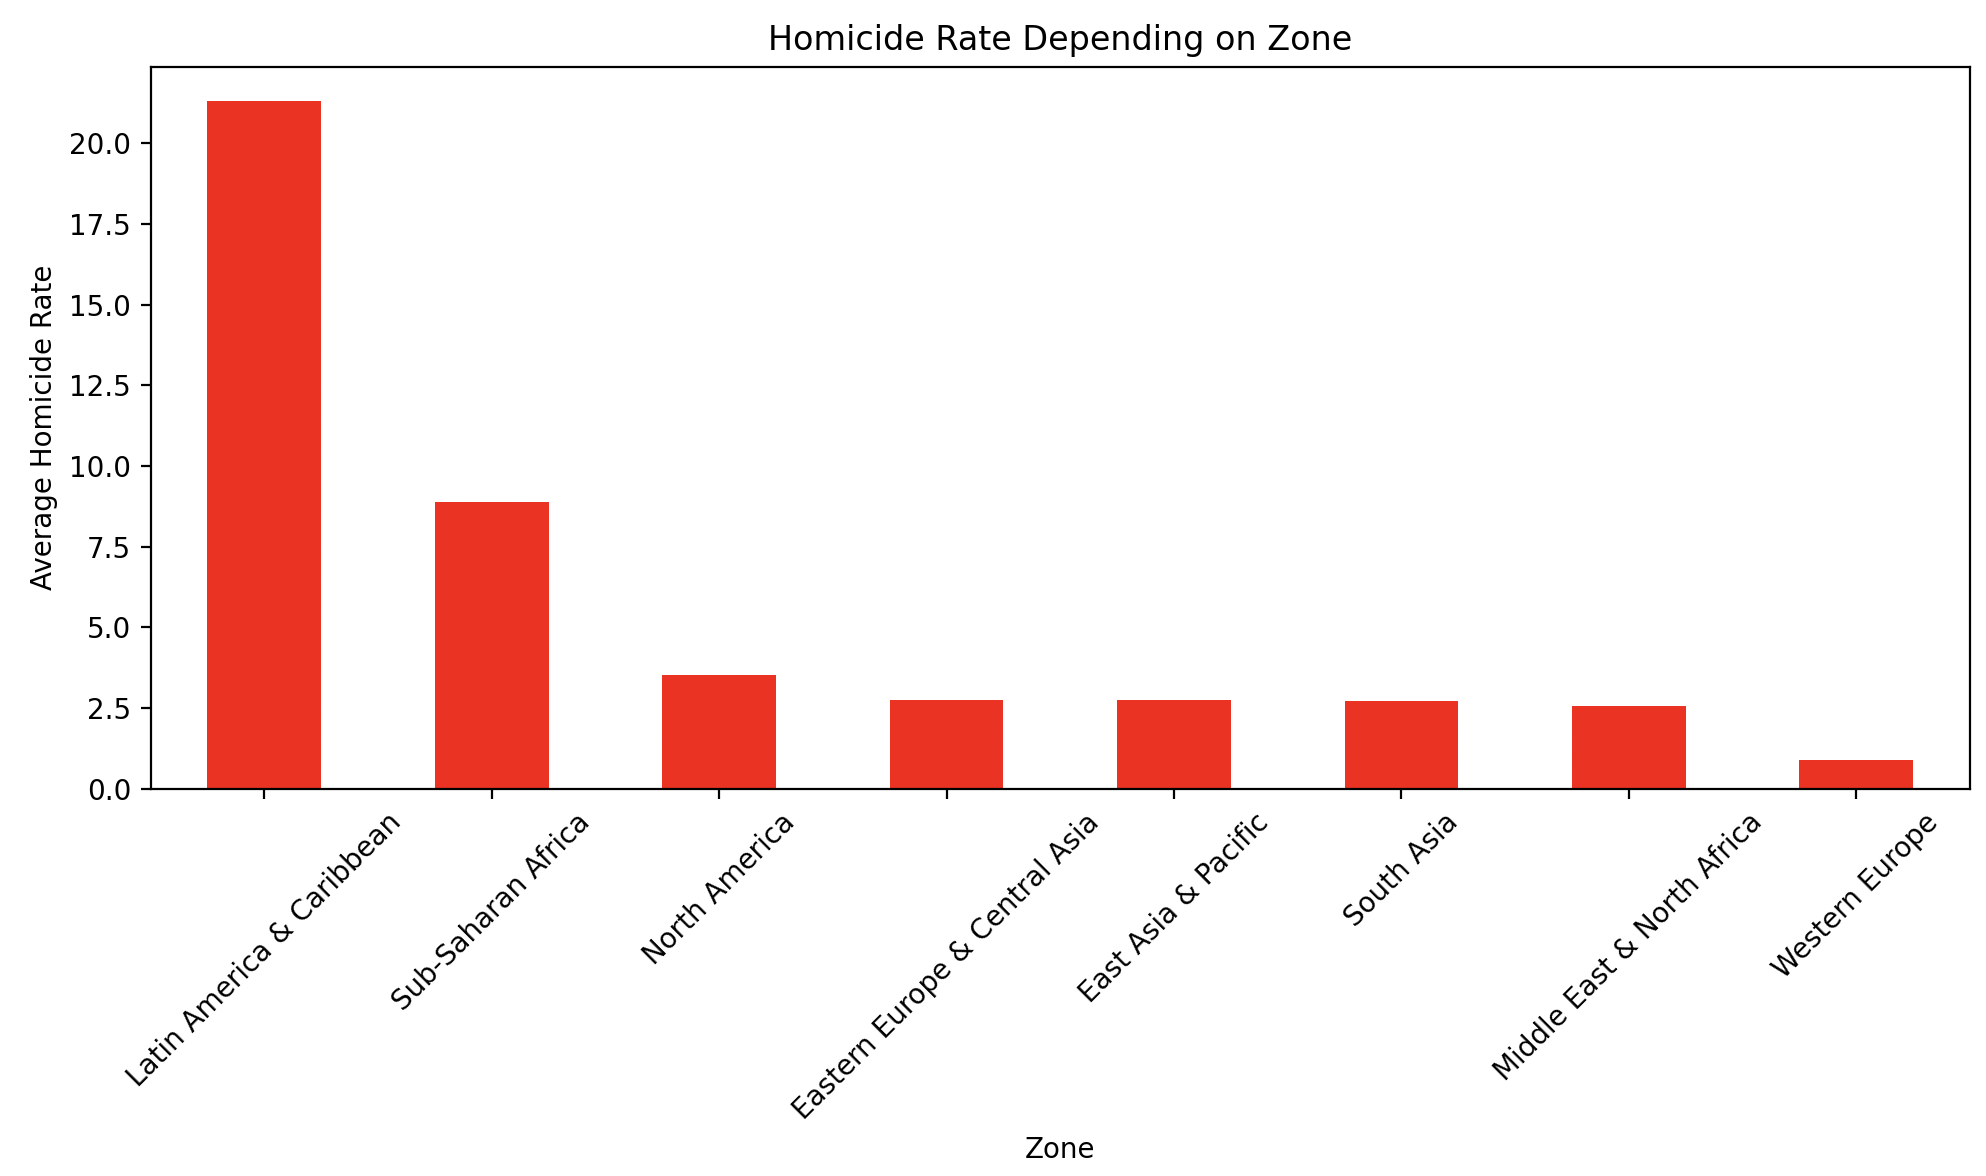 Homicide Rate Depending on Zone
Average Homicide Rate
20.0
17.5
15.0
12.5
10.0
7.5
5.0
2.5
0.0
Latin America & Caribbean
Sub-Saharan Africa
North America
Eastern Europe & Central Asia
East Asia & Pacific
South Asia
Middle East & North Africa
Western Europe
Zone